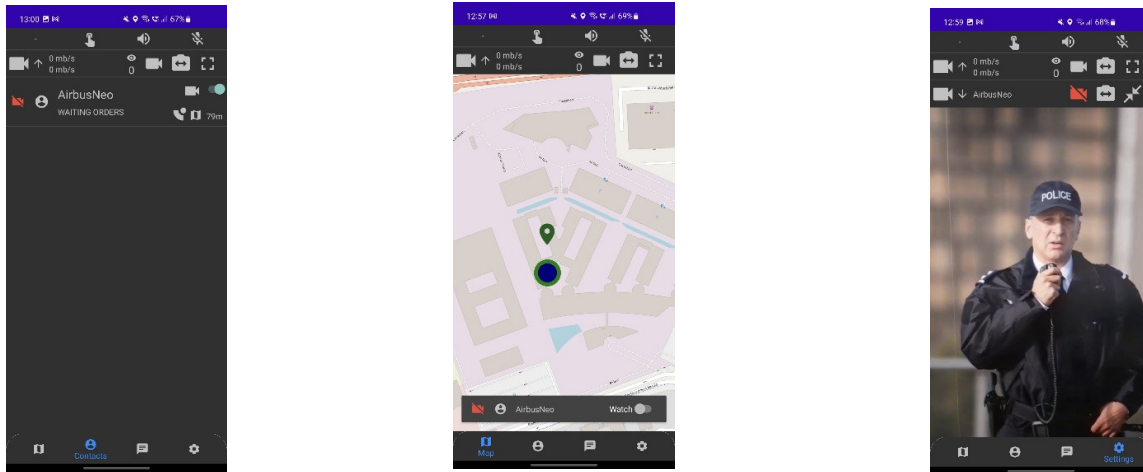 13:00
67%
0 mb/s
0 mb/s
0
AirbusNeo
WAITING ORDERS
79m
Contacts
12:57
69%
0 mb/s
0 mb/s
0
AirbusNeo
Watch
Map
12:59
68%
0 mb/s
0 mb/s
0
AirbusNeo
POLICE
Settings